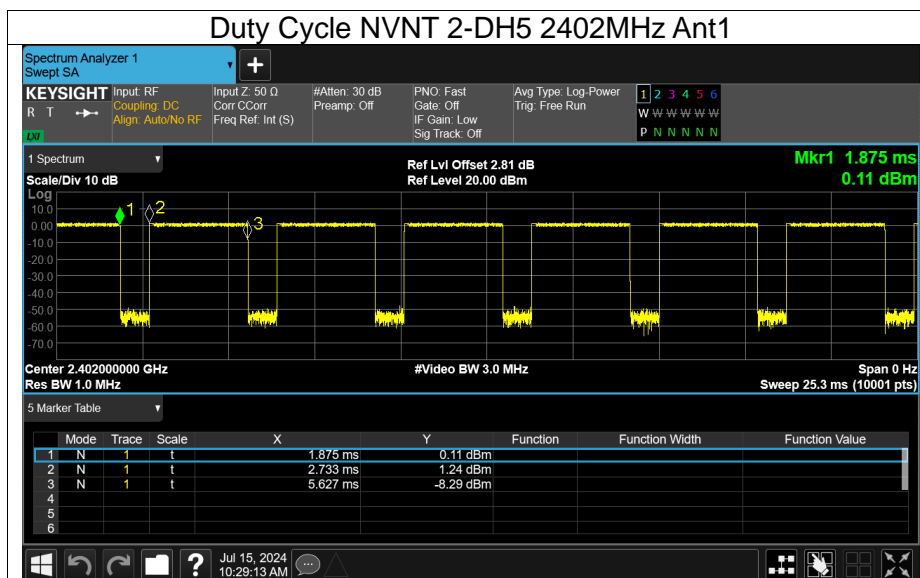 Duty Cycle NVNT 2-DH5 2402MHz Ant1
Spectrum Analyzer 1
Swept SA
+
KEYSIGHT
R T
LXI
Input: RF
Coupling: DC
Align: Auto/No RF
Input Z: 50 Ω
Corr CCorr
Freq Ref: Int (S)
#Atten: 30 dB
Preamp: Off
PNO: Fast
Gate: Off
IF Gain: Low
Sig Track: Off
Avg Type: Log-Power
Trig: Free Run
1 2 3 4 5 6
W W W W W W
P N N N N N
1 Spectrum
Scale/Div 10 dB
Ref Lvl Offset 2.81 dB
Ref Level 20.00 dBm
Mkr1 1.875 ms
0.11 dBm
Log
10.0
0.00
-10.0
-20.0
-30.0
-40.0
-50.0
-60.0
-70.0
1
2
3
Center 2.402000000 GHz
Res BW 1.0 MHz
#Video BW 3.0 MHz
Span 0 Hz
Sweep 25.3 ms (10001 pts)
5 Marker Table
Mode Trace Scale X Y Function Function Width Function Value
1 N 1 t 1.875 ms 0.11 dBm
2 N 1 t 2.733 ms 1.24 dBm
3 N 1 t 5.627 ms -8.29 dBm
4
5
6
?
Jul 15, 2024
10:29:13 AM